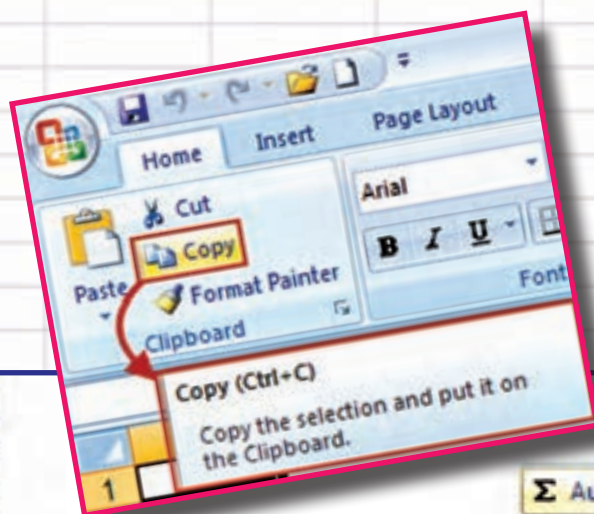 Home Insert Page Layout
Cut
Copy
Format Painter
Paste
Clipboard
Arial
B I U
Font
Copy (Ctrl+C)
Copy the selection and put it on
the Clipboard.
1
Σ